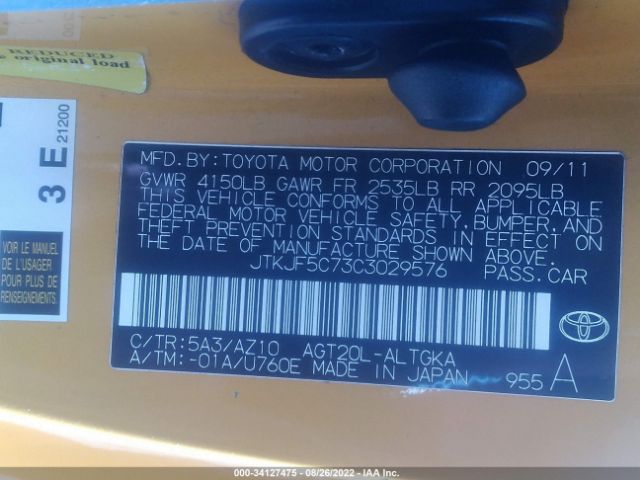 REDUCED
original load
3 E
21200
VOIR LE MANUEL
DE L'USAGER
POUR PLUS DE
RENSEIGNEMENTS.
MFD. BY: TOYOTA MOTOR CORPORATION 09/11
GVWR 4150LB GAWR FR 2535LB RR 2095LB
THIS VEHICLE CONFORMS TO ALL APPLICABLE
FEDERAL MOTOR VEHICLE SAFETY, BUMPER, AND
THEFT PREVENTION STANDARDS IN EFFECT ON
THE DATE OF MANUFACTURE SHOWN ABOVE.
JTKJF5C73C3029576 PASS. CAR
C/TR: 5A3/AZ10 AGT20L-ALTGKA
A/TM: -01A/U760E MADE IN JAPAN 955 A
TOYOTA
000-34127475 - 08/26/2022 - IAA Inc.